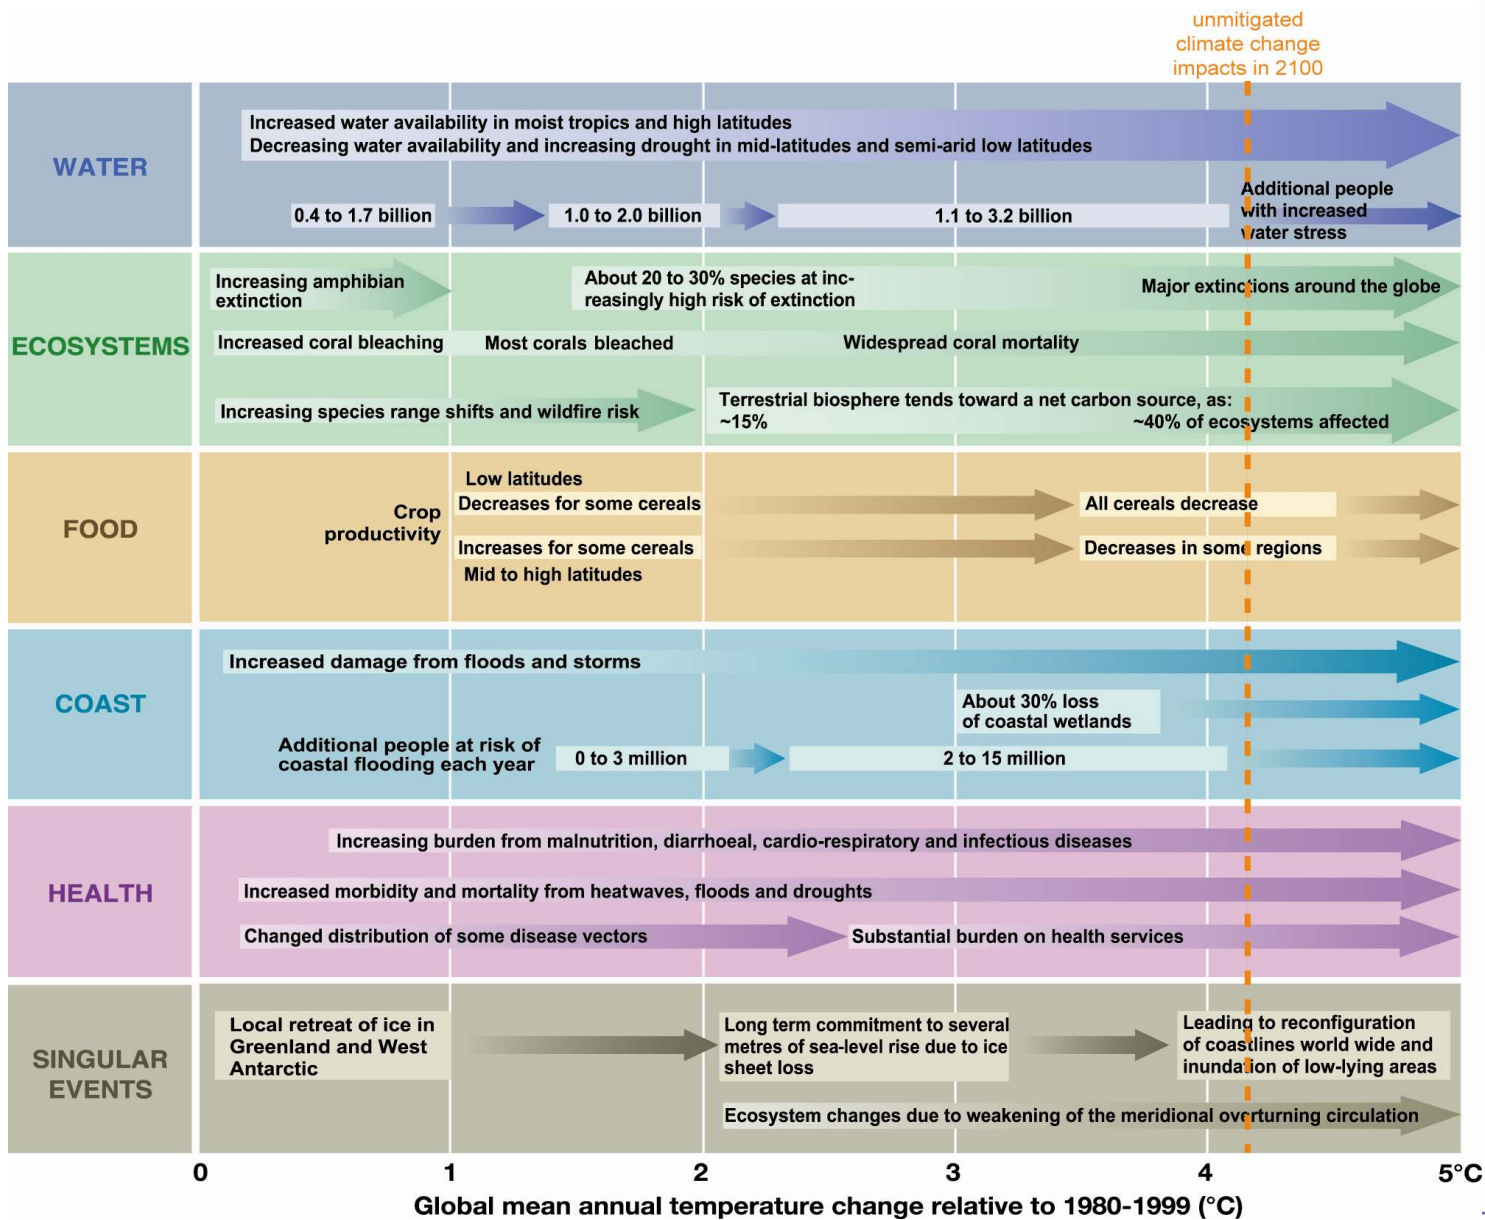 unmitigated
climate change
impacts in 2100
WATER
Increased water availability in moist tropics and high latitudes
Decreasing water availability and increasing drought in mid-latitudes and semi-arid low latitudes
0.4 to 1.7 billion
1.0 to 2.0 billion
1.1 to 3.2 billion
Additional people
with increased
water stress
ECOSYSTEMS
Increasing amphibian
extinction
About 20 to 30% species at inc-
reasingly high risk of extinction
Major extinctions around the globe
Increased coral bleaching
Most corals bleached
Widespread coral mortality
Increasing species range shifts and wildfire risk
Terrestrial biosphere tends toward a net carbon source, as:
~15%
~40% of ecosystems affected
FOOD
Crop
productivity
Low latitudes
Decreases for some cereals
All cereals decrease
Increases for some cereals
Decreases in some regions
Mid to high latitudes
COAST
Increased damage from floods and storms
About 30% loss
of coastal wetlands
Additional people at risk of
coastal flooding each year
0 to 3 million
2 to 15 million
HEALTH
Increasing burden from malnutrition, diarrhoeal, cardio-respiratory and infectious diseases
Increased morbidity and mortality from heatwaves, floods and droughts
Changed distribution of some disease vectors
Substantial burden on health services
SINGULAR
EVENTS
Local retreat of ice in
Greenland and West
Antarctic
Long term commitment to several
metres of sea-level rise due to ice
sheet loss
Leading to reconfiguration
of coastlines world wide and
inundation of low-lying areas
Ecosystem changes due to weakening of the meridional overturning circulation
0 1 2 3 4 5°C
Global mean annual temperature change relative to 1980-1999 (°C)